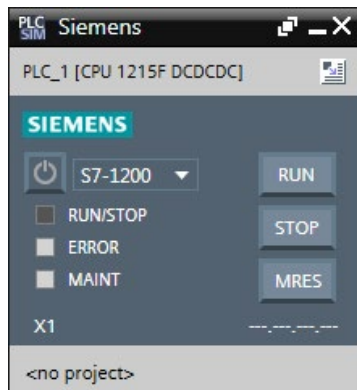 PLC SIM Siemens
PLC_1 [CPU 1215F DCDCDC]
SIEMENS
S7-1200 RUN
RUN/STOP
STOP
ERROR
MAINT MRES
X1 ---.---.---.---
<no project>